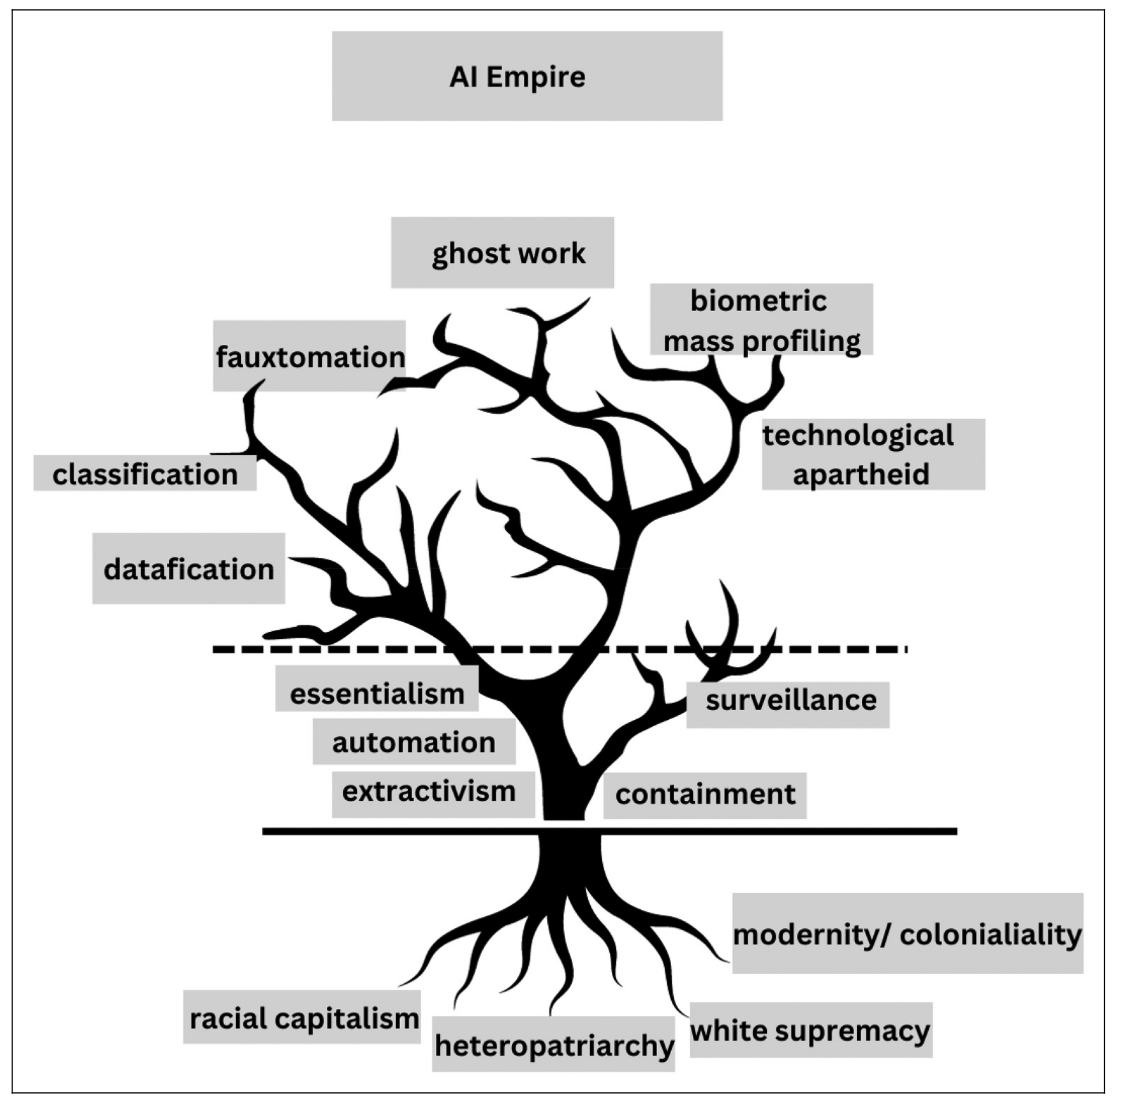 AI Empire
ghost work
biometric
mass profiling
fauxtomation
technological
apartheid
classification
datafication
essentialism
surveillance
automation
extractivism
containment
modernity/ colonialiality
racial capitalism
heteropatriarchy
white supremacy